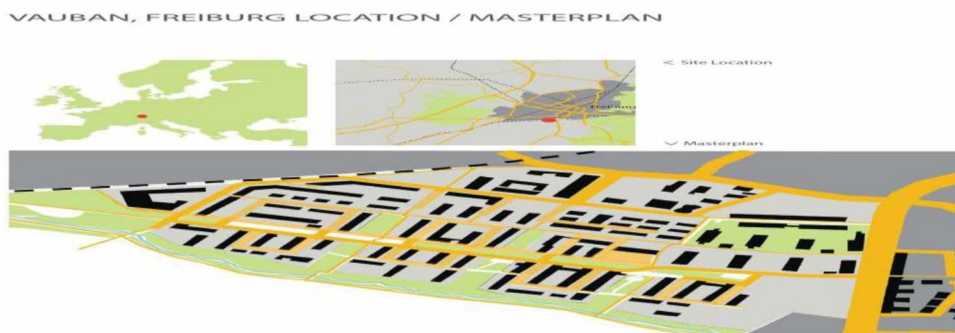 VAUBAN, FREIBURG LOCATION / MASTERPLAN
< Site Location
Masterplan